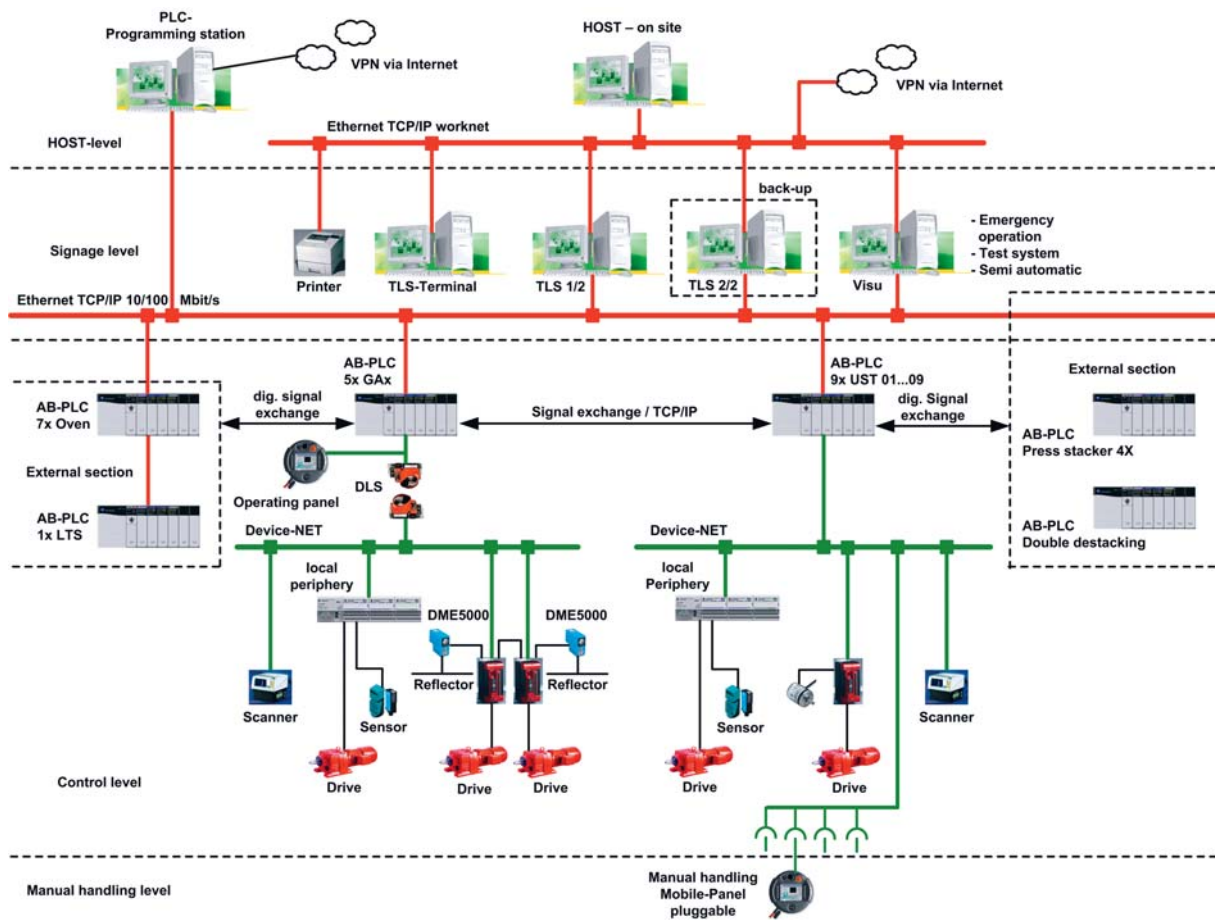 PLC-
Programming station
VPN via Internet
HOST – on site
VPN via Internet
Ethernet TCP/IP worknet
HOST-level
back-up
- Emergency
operation
- Test system
- Semi automatic
Signage level
Printer
TLS-Terminal
TLS 1/2
TLS 2/2
Visu
Ethernet TCP/IP 10/100 Mbit/s
AB-PLC
5x GAx
AB-PLC
9x UST 01...09
External section
AB-PLC
7x Oven
dig. signal
exchange
Signal exchange / TCP/IP
dig. Signal
exchange
AB-PLC
Press stacker 4X
External section
Operating panel
DLS
AB-PLC
1x LTS
AB-PLC
Double destacking
Device-NET
Device-NET
local
periphery
local
Periphery
DME5000
DME5000
Reflector
Reflector
Scanner
Sensor
Sensor
Scanner
Drive
Drive
Drive
Drive
Drive
Control level
Manual handling level
Manual handling
Mobile-Panel
pluggable